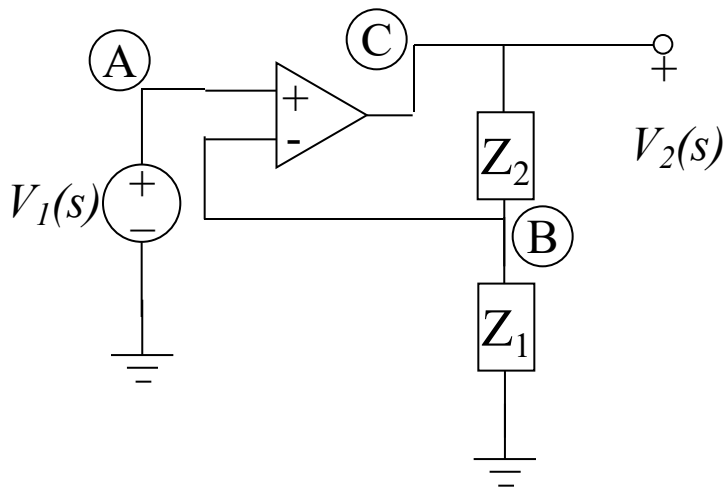 C
A
+
+
-
Z₂
V₂(s)
V₁(s)
+
−
B
Z₁